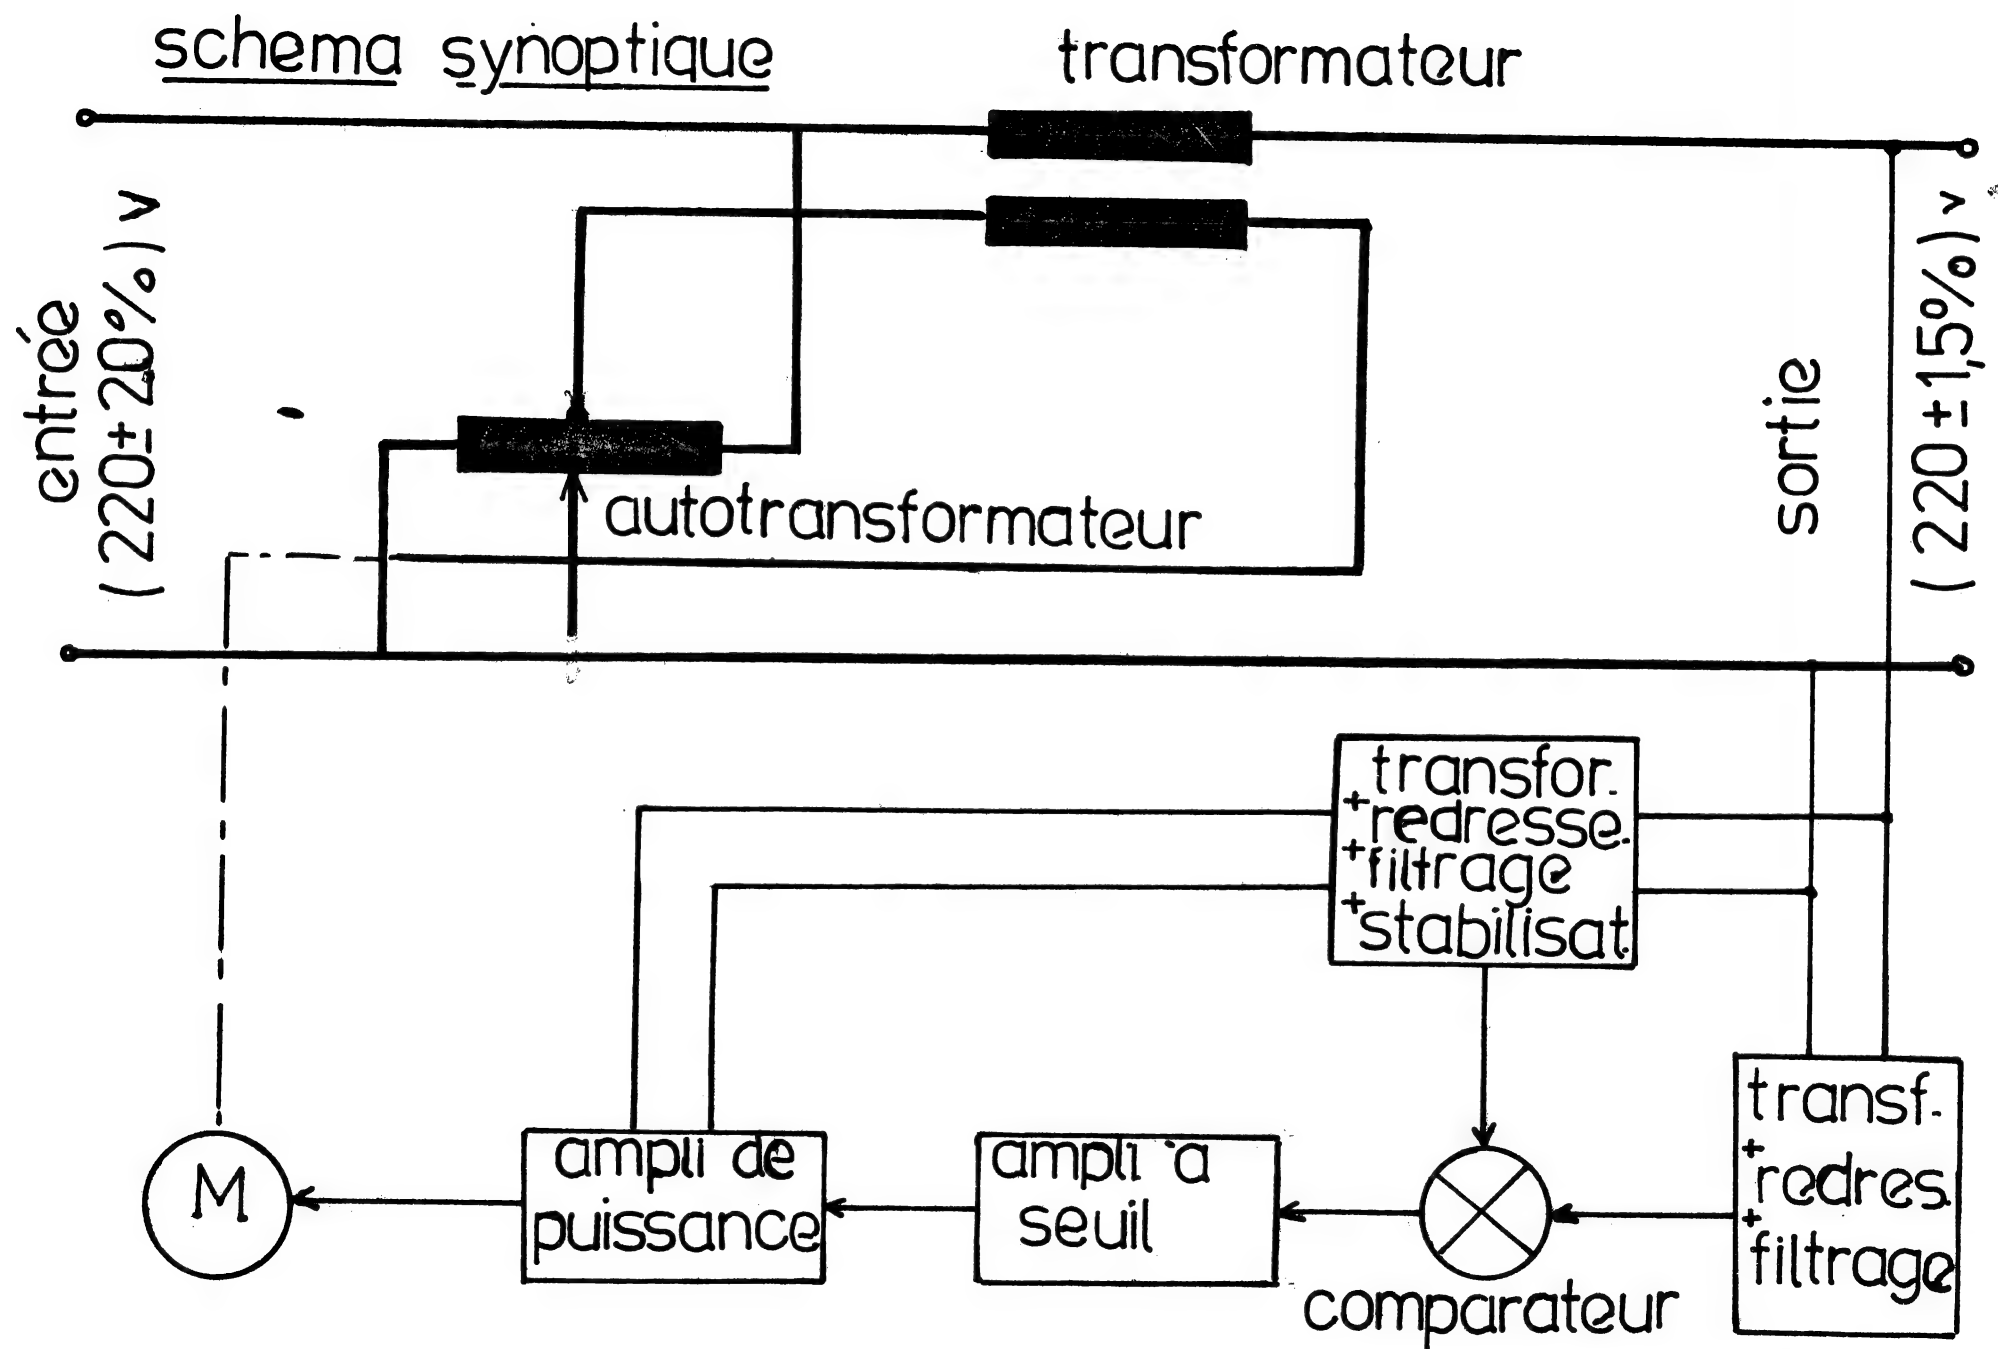 schema synoptique
transformateur
entrée
(220±20%)v
autotransformateur
sortie
(220±1,5%)v
transfor.
+redresse.
+filtrage
+stabilisat.
transf.
+redres.
+filtrage
M
ampli de
puissance
ampli à
seuil
comparateur